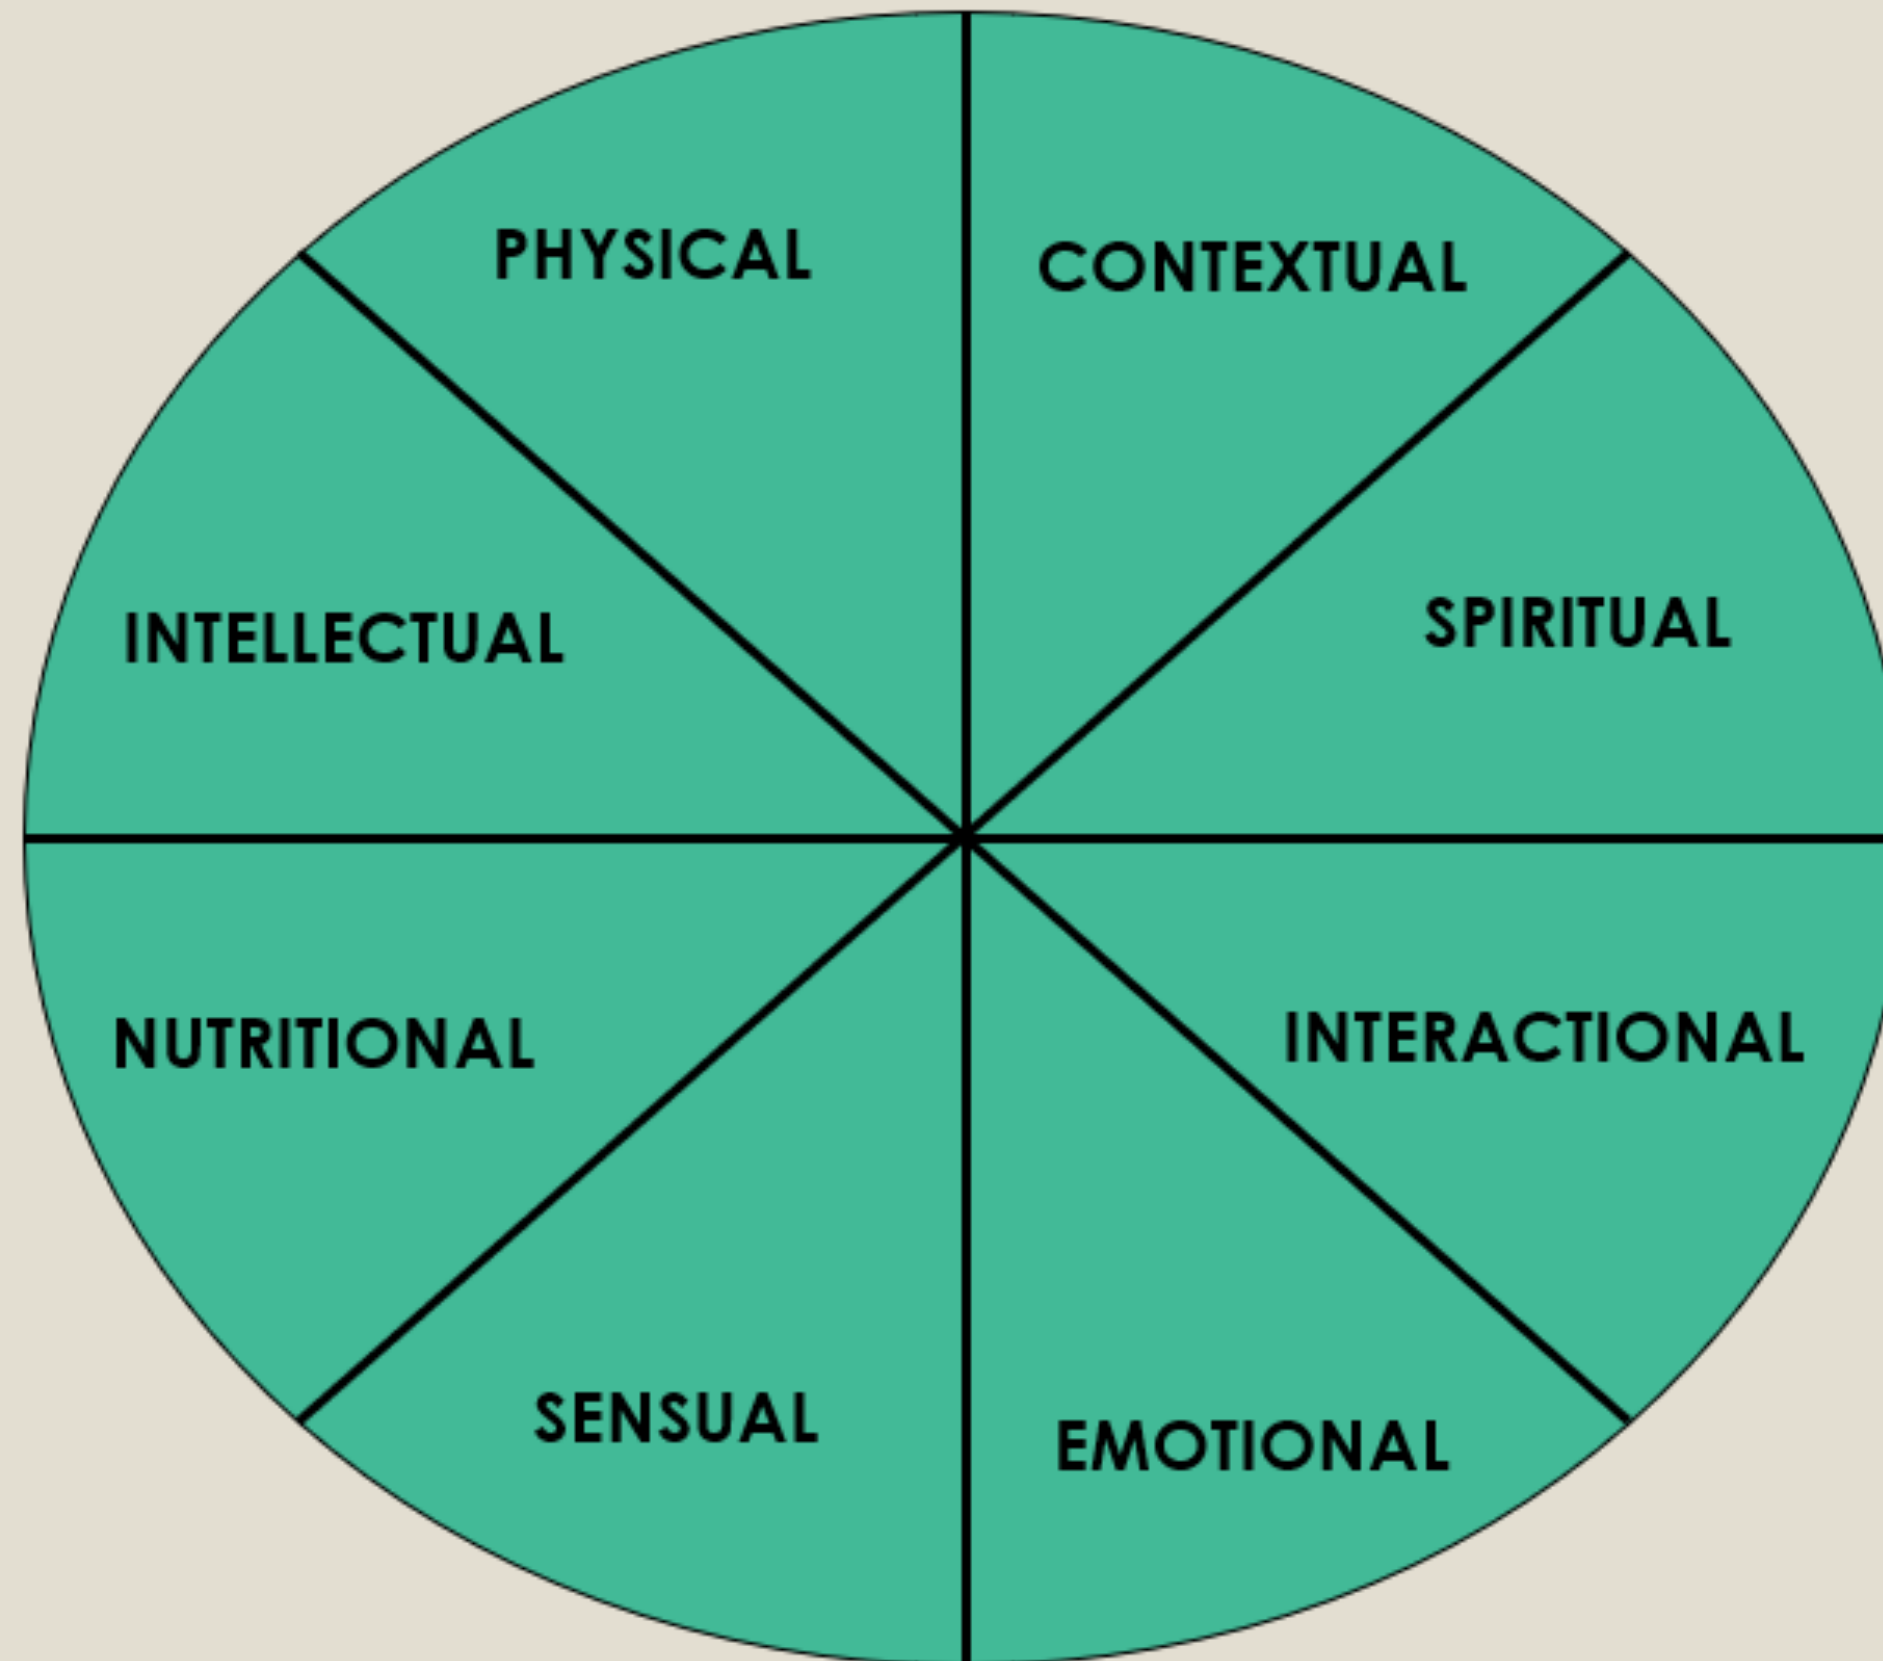 PHYSICAL
CONTEXTUAL
INTELLECTUAL
SPIRITUAL
NUTRITIONAL
INTERACTIONAL
SENSUAL
EMOTIONAL